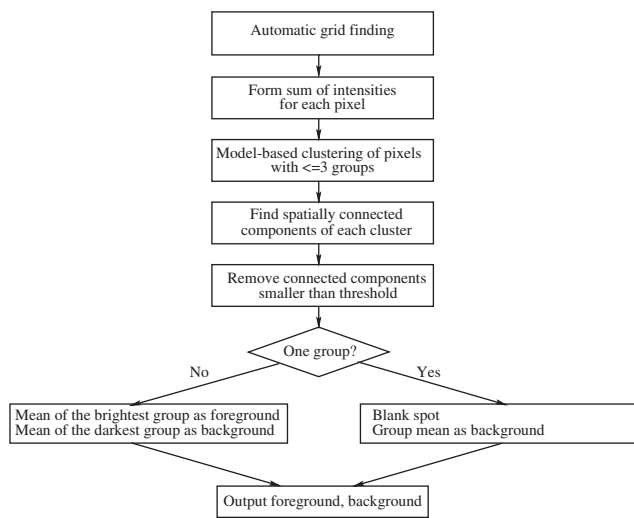 Automatic grid finding
Form sum of intensities
for each pixel
Model-based clustering of pixels
with <=3 groups
Find spatially connected
components of each cluster
Remove connected components
smaller than threshold
One group?
No
Yes
Mean of the brightest group as foreground
Mean of the darkest group as background
Blank spot
Group mean as background
Output foreground, background